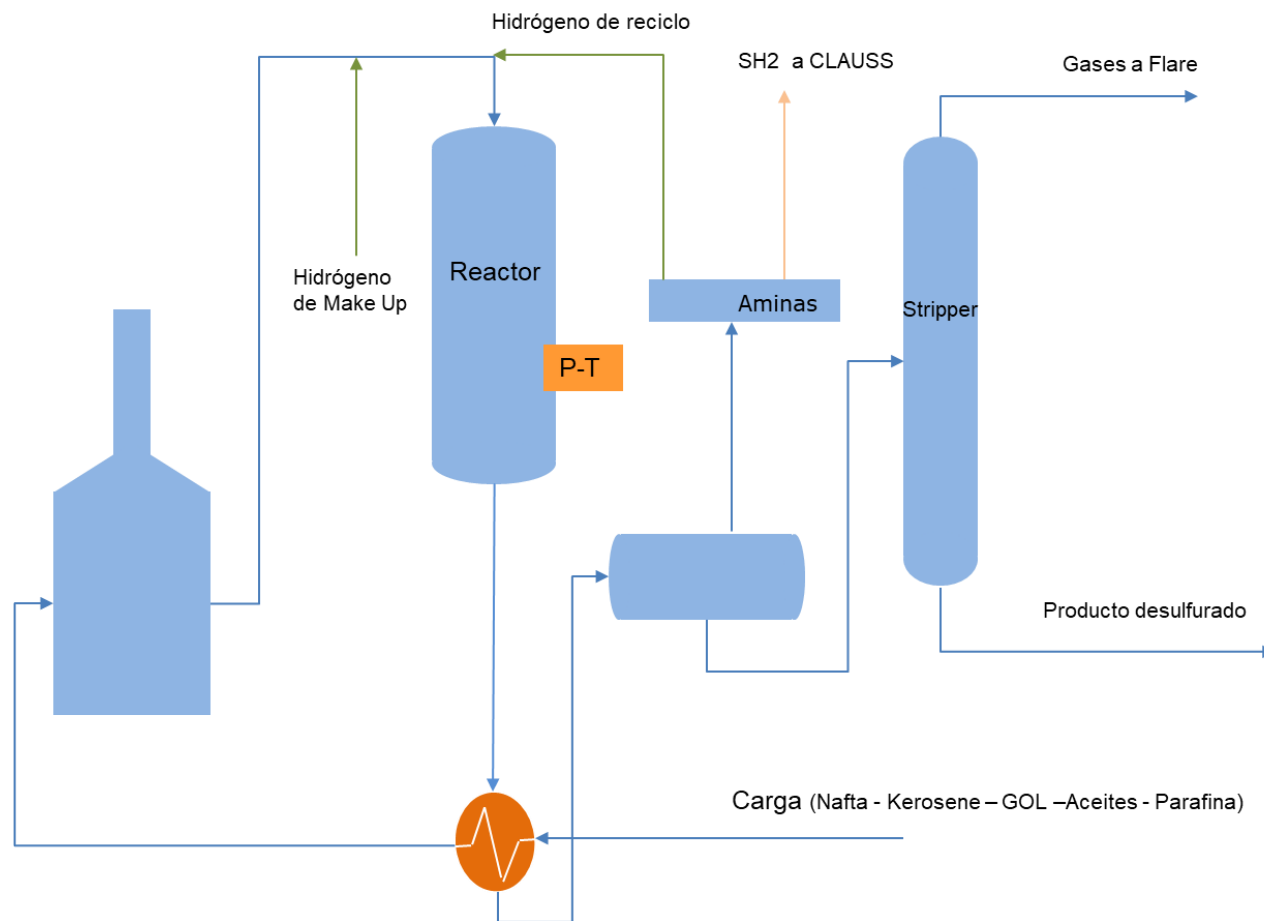 Hidrógeno de reciclo
SH2 a CLAUSS
Gases a Flare
Reactor
Hidrógeno
de Make Up
Aminas
Stripper
P-T
Producto desulfurado
Carga (Nafta - Kerosene – GOL –Aceites - Parafina)